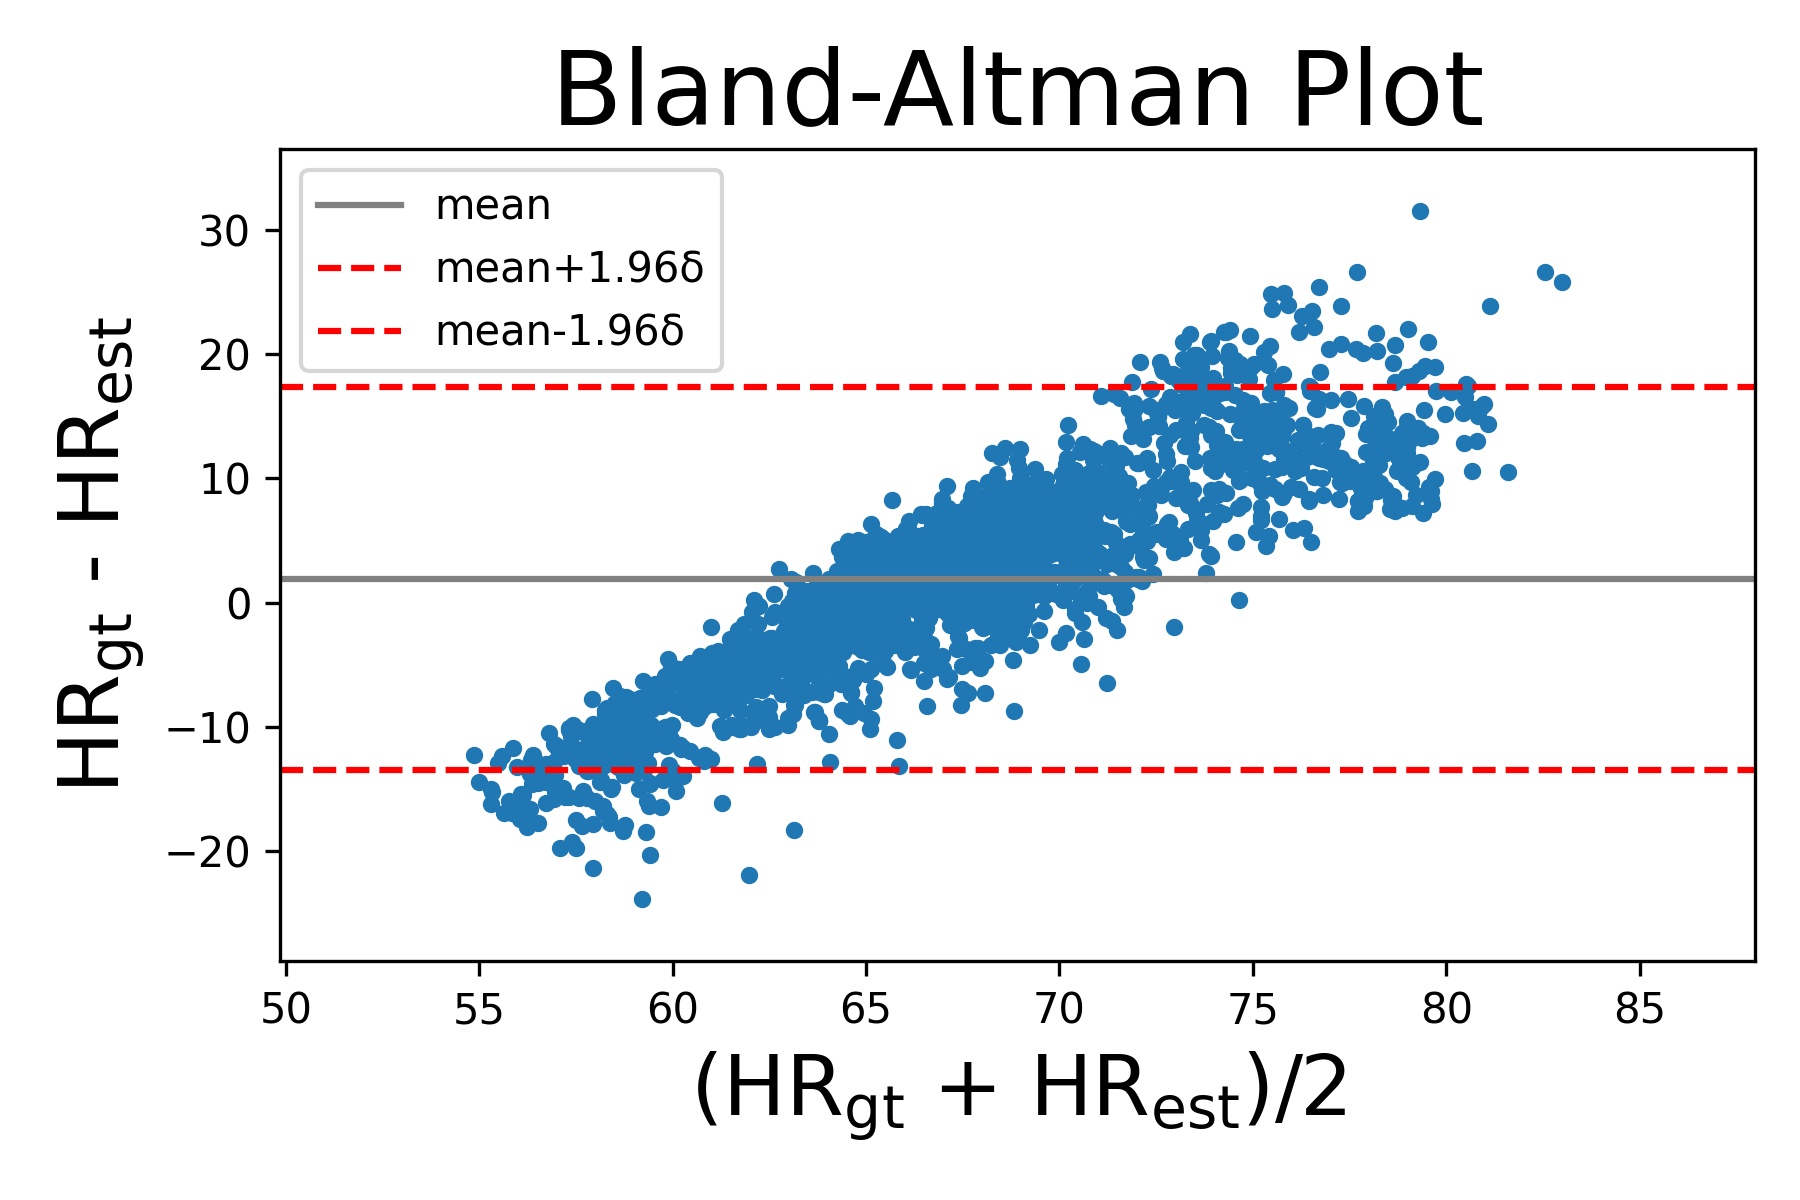 Bland-Altman Plot
mean
mean+1.96δ
mean-1.96δ
HRgt - HRest
30
20
10
0
−10
−20
50 55 60 65 70 75 80 85
(HRgt + HRest)/2